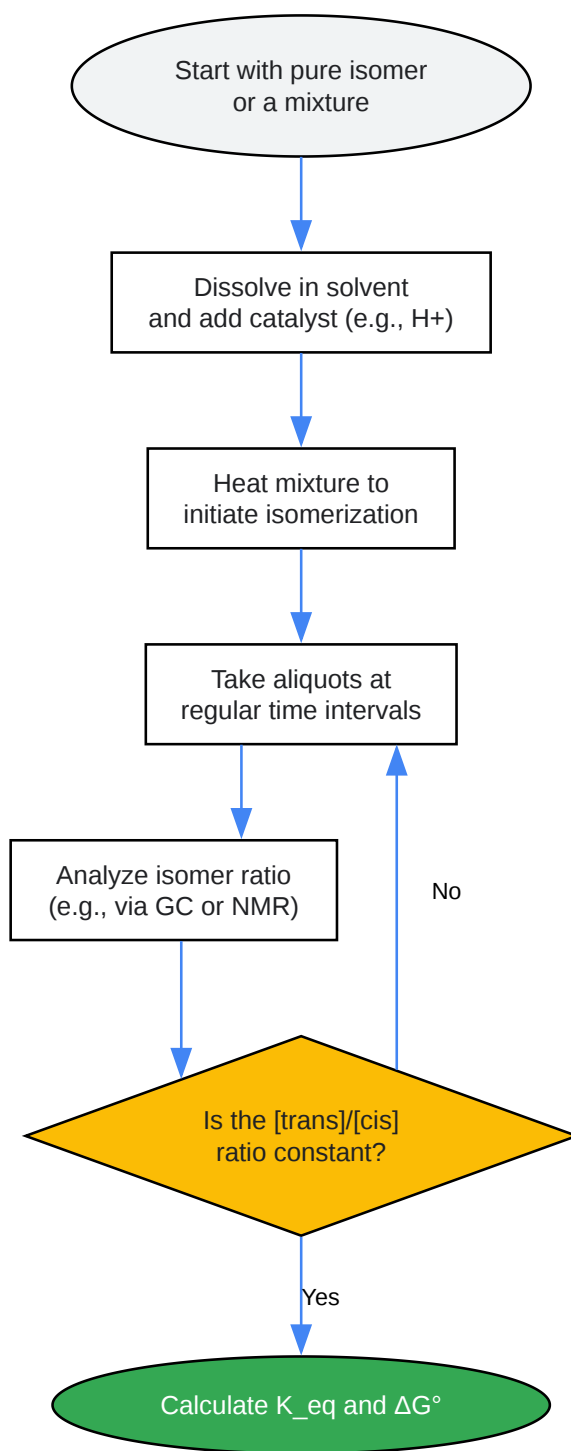 Start with pure isomer
or a mixture
Dissolve in solvent
and add catalyst (e.g., H+)
Heat mixture to
initiate isomerization
Take aliquots at
regular time intervals
Analyze isomer ratio
(e.g., via GC or NMR)
No
Is the [trans]/[cis]
ratio constant?
Yes
Calculate K_eq and ΔG°